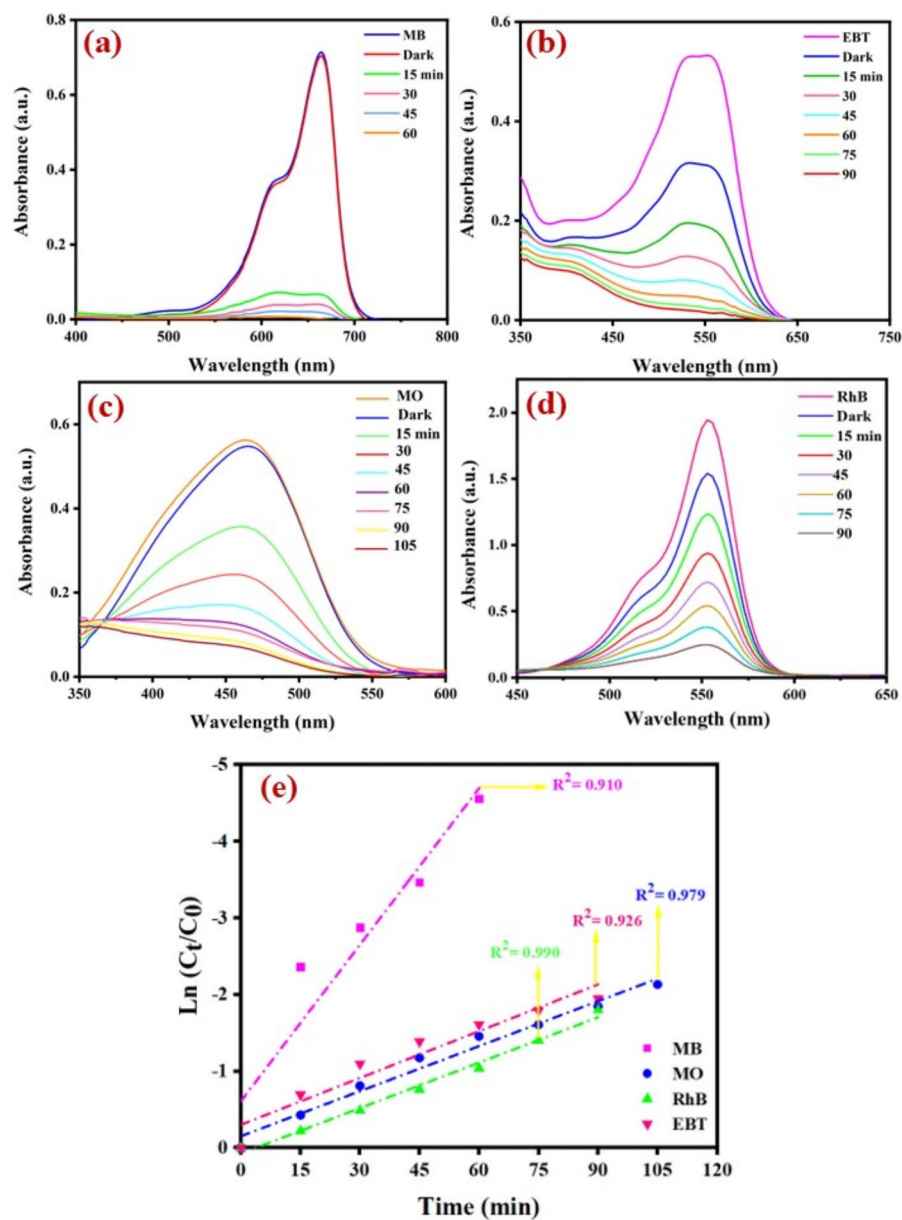 (a)
MB
Dark
15 min
30
45
60
0.8
0.6
0.4
0.2
0.0
400 500 600 700 800
Absorbance (a.u.)
Wavelength (nm)
(b)
EBT
Dark
15 min
30
45
60
75
90
0.6
0.4
0.2
0.0
350 450 550 650 750
Absorbance (a.u.)
Wavelength (nm)
(c)
MO
Dark
15 min
30
45
60
75
90
105
0.6
0.4
0.2
0.0
350 400 450 500 550 600
Absorbance (a.u.)
Wavelength (nm)
(d)
RhB
Dark
15 min
30
45
60
75
90
2.0
1.5
1.0
0.5
0.0
450 500 550 600 650
Absorbance (a.u.)
Wavelength (nm)
(e)
-5
-4
-3
-2
-1
0
Ln (Ct/C0)
R²= 0.910
R²= 0.979
R²= 0.926
R²= 0.990
MB
MO
RhB
EBT
0 15 30 45 60 75 90 105 120
Time (min)